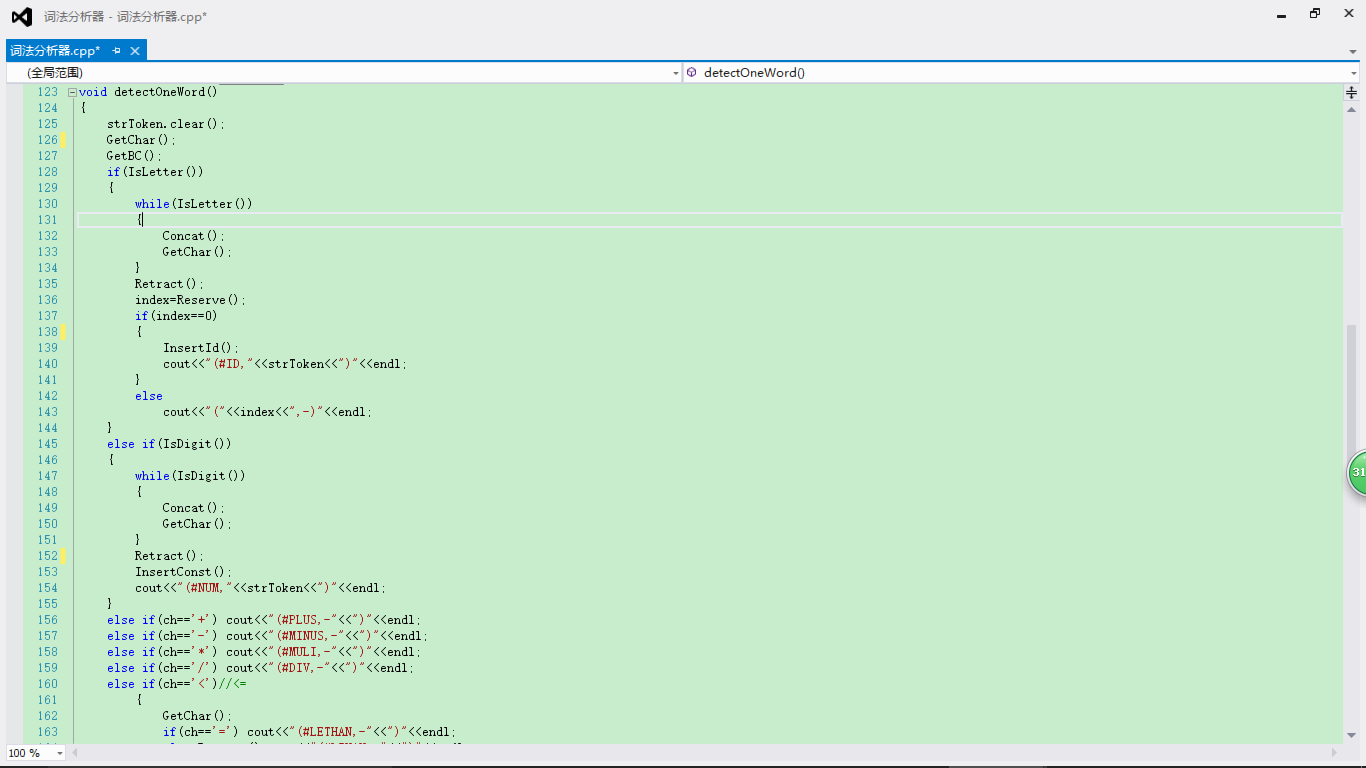 词法分析器 - 词法分析器.cpp*
词法分析器.cpp*
(全局范围)
detectOneWord()
123 void detectOneWord()
124 {
125 strToken.clear();
126 GetChar();
127 GetBC();
128 if(IsLetter())
129 {
130 while(IsLetter())
131 {
132 Concat();
133 GetChar();
134 }
135 Retract();
136 index=Reserve();
137 if(index==0)
138 {
139 InsertId();
140 cout<<"(#ID,"<<strToken<<")"<<endl;
141 }
142 else
143 cout<<"("<<index<<",-)"<<endl;
144 }
145 else if(IsDigit())
146 {
147 while(IsDigit())
148 {
149 Concat();
150 GetChar();
151 }
152 Retract();
153 InsertConst();
154 cout<<"(#NUM,"<<strToken<<")"<<endl;
155 }
156 else if(ch=='+') cout<<"(#PLUS,-"<<")"<<endl;
157 else if(ch=='-') cout<<"(#MINUS,-"<<")"<<endl;
158 else if(ch=='*') cout<<"(#MULI,-"<<")"<<endl;
159 else if(ch=='/') cout<<"(#DIV,-"<<")"<<endl;
160 else if(ch=='<')//<=
161 {
162 GetChar();
163 if(ch=='=') cout<<"(#LETHAN,-"<<")"<<endl;
31
100 %